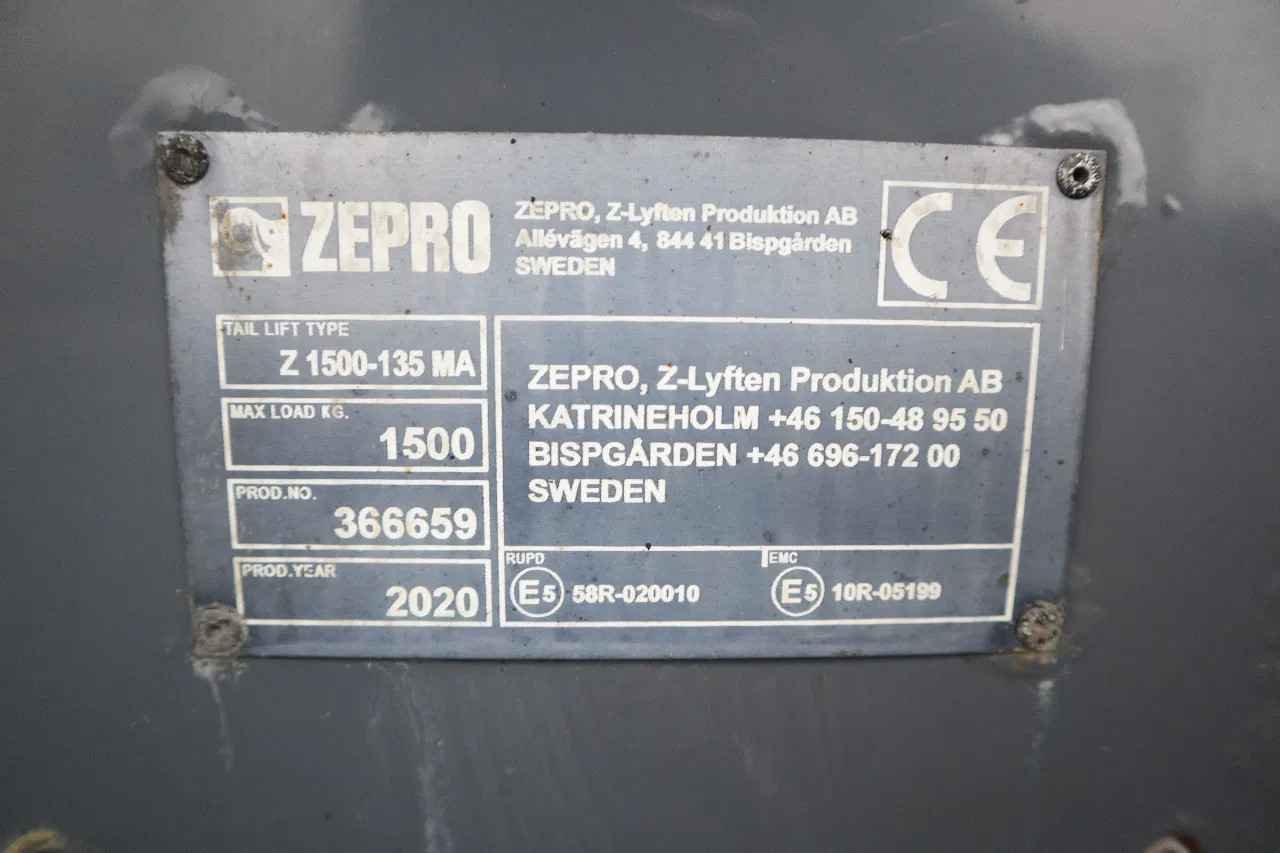 ZEPRO
ZEPRO, Z-Lyften Produktion AB
Allévägen 4, 844 41 Bispgården
SWEDEN
CE
TAIL LIFT TYPE
Z 1500-135 MA
MAX LOAD KG.
1500
PROD.NO.
366659
PROD.YEAR
2020
ZEPRO, Z-Lyften Produktion AB
KATRINEHOLM +46 150-48 95 50
BISPGÅRDEN +46 696-172 00
SWEDEN
RUPD
E5 58R-020010
EMC
E5 10R-05199